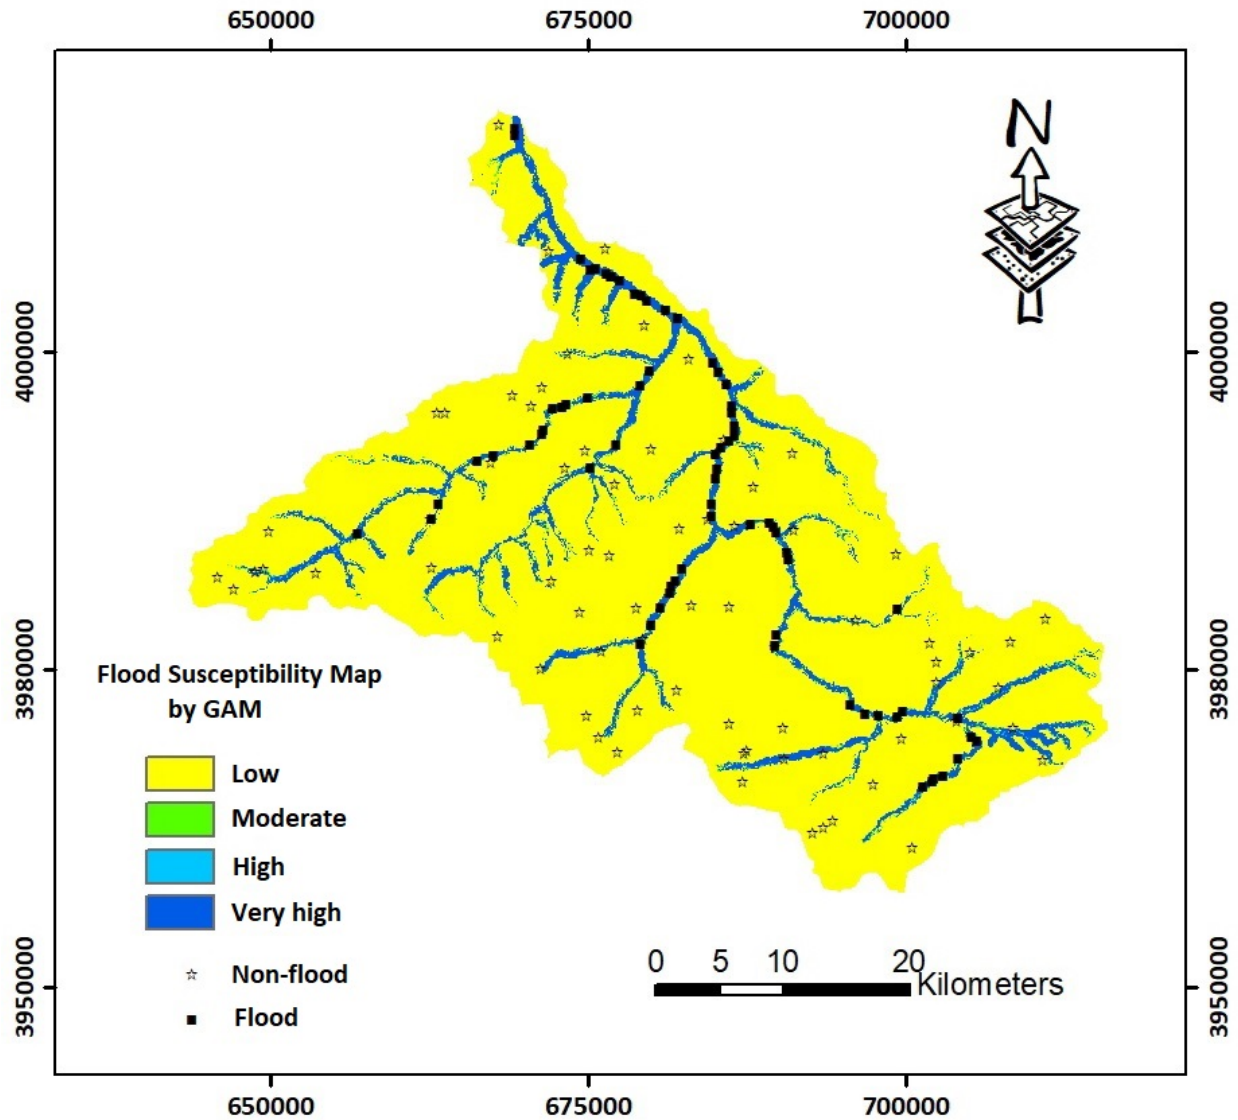 650000 675000 700000
N
4000000 4000000
3980000 3980000
Flood Susceptibility Map
by GAM
Low
Moderate
High
Very high
Non-flood
Flood
0 5 10 20
Kilometers
3950000 3950000
650000 675000 700000